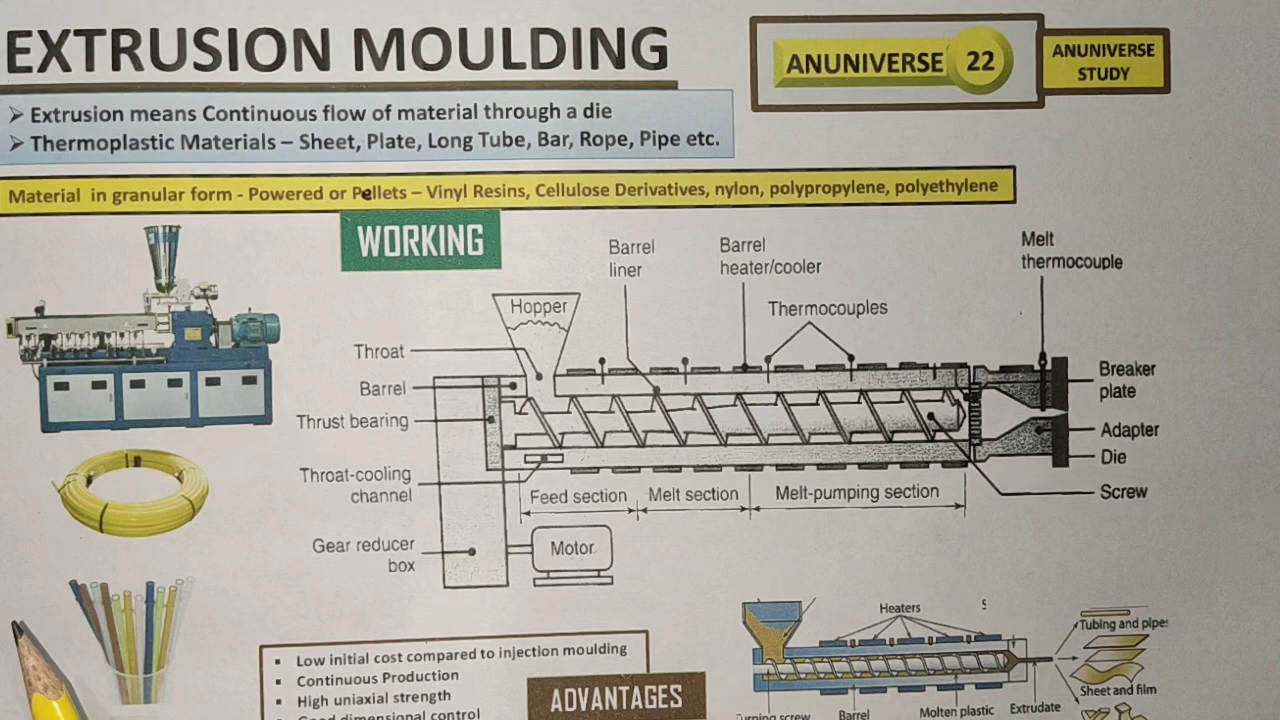 EXTRUSION MOULDING
ANUNIVERSE 22
ANUNIVERSE
STUDY
➢ Extrusion means Continuous flow of material through a die
➢ Thermoplastic Materials – Sheet, Plate, Long Tube, Bar, Rope, Pipe etc.
Material in granular form - Powered or Pellets – Vinyl Resins, Cellulose Derivatives, nylon, polypropylene, polyethylene
WORKING
Barrel
liner
Barrel
heater/cooler
Melt
thermocouple
Hopper
Thermocouples
Throat
Barrel
Thrust bearing
Throat-cooling
channel
Gear reducer
box
Motor
Feed section
Melt section
Melt-pumping section
Breaker
plate
Adapter
Die
Screw
▪ Low initial cost compared to injection moulding
▪ Continuous Production
▪ High uniaxial strength
dimensional control
ADVANTAGES
Heaters
Tubing and pipes
Sheet and film
screw
Barrel
Molten plastic
Extrudate